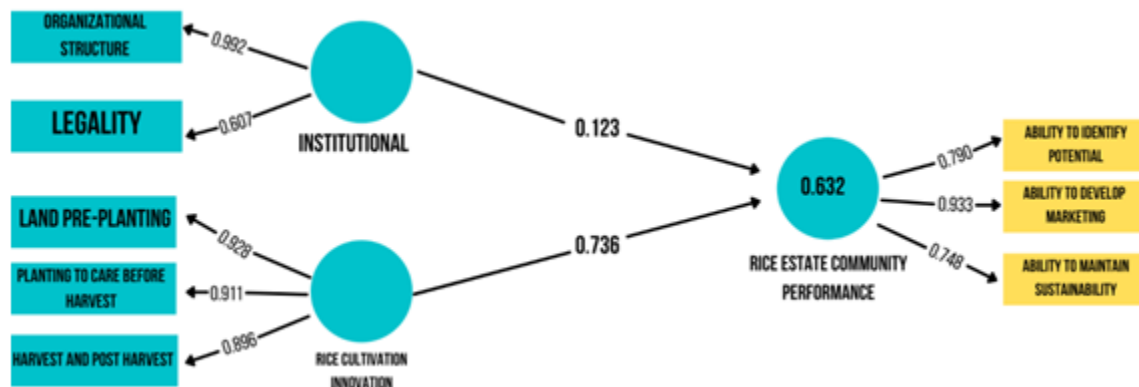 ORGANIZATIONAL
STRUCTURE
0.992
LEGALITY
0.607
INSTITUTIONAL
0.123
LAND PRE-PLANTING
0.928
PLANTING TO CARE BEFORE
HARVEST
0.911
HARVEST AND POST HARVEST
0.896
RICE CULTIVATION
INNOVATION
0.736
0.632
RICE ESTATE COMMUNITY
PERFORMANCE
0.790
ABILITY TO IDENTIFY
POTENTIAL
0.933
ABILITY TO DEVELOP
MARKETING
0.748
ABILITY TO MAINTAIN
SUSTAINABILITY